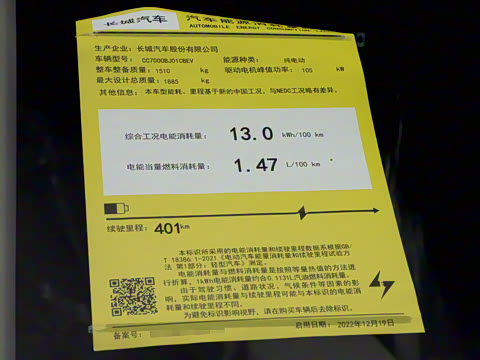 长城汽车 汽车能源消耗
AUTOMOBILE ENERGY CONSUMPTION
生产企业：长城汽车股份有限公司
车辆型号： CC7000BJ01CBEV 能源种类： 纯电动
整车整备质量：1510 kg 驱动电机峰值功率： 105 kW
最大设计总质量：1885 kg
其他信息： 本车型能耗、里程基于新的中国工况，与NEDC工况略有差异。
综合工况电能消耗量： 13.0 kWh/100 km
电能当量燃料消耗量： 1.47 L/100 km
续驶里程： 401km
本标识所采用的电能消耗量和续驶里程数据系根据GB/
T 18386.1-2021《电动汽车能量消耗量和续驶里程试验方
法 第1部分：轻型汽车》测定。
电能消耗量与燃料消耗量是按照等量热值的方法进
行折算，1kWh电能消耗量约合0.1131L汽油燃料消耗量。
由于驾驶习惯、道路状况、气候条件等因素的影
响，实际电能消耗量与续驶里程可能与本标识的电能消
耗量和续驶里程不同。
为避免标识影响视野，请在购买车辆后去除标识。
备案号：
启用日期： 2022年12月19日